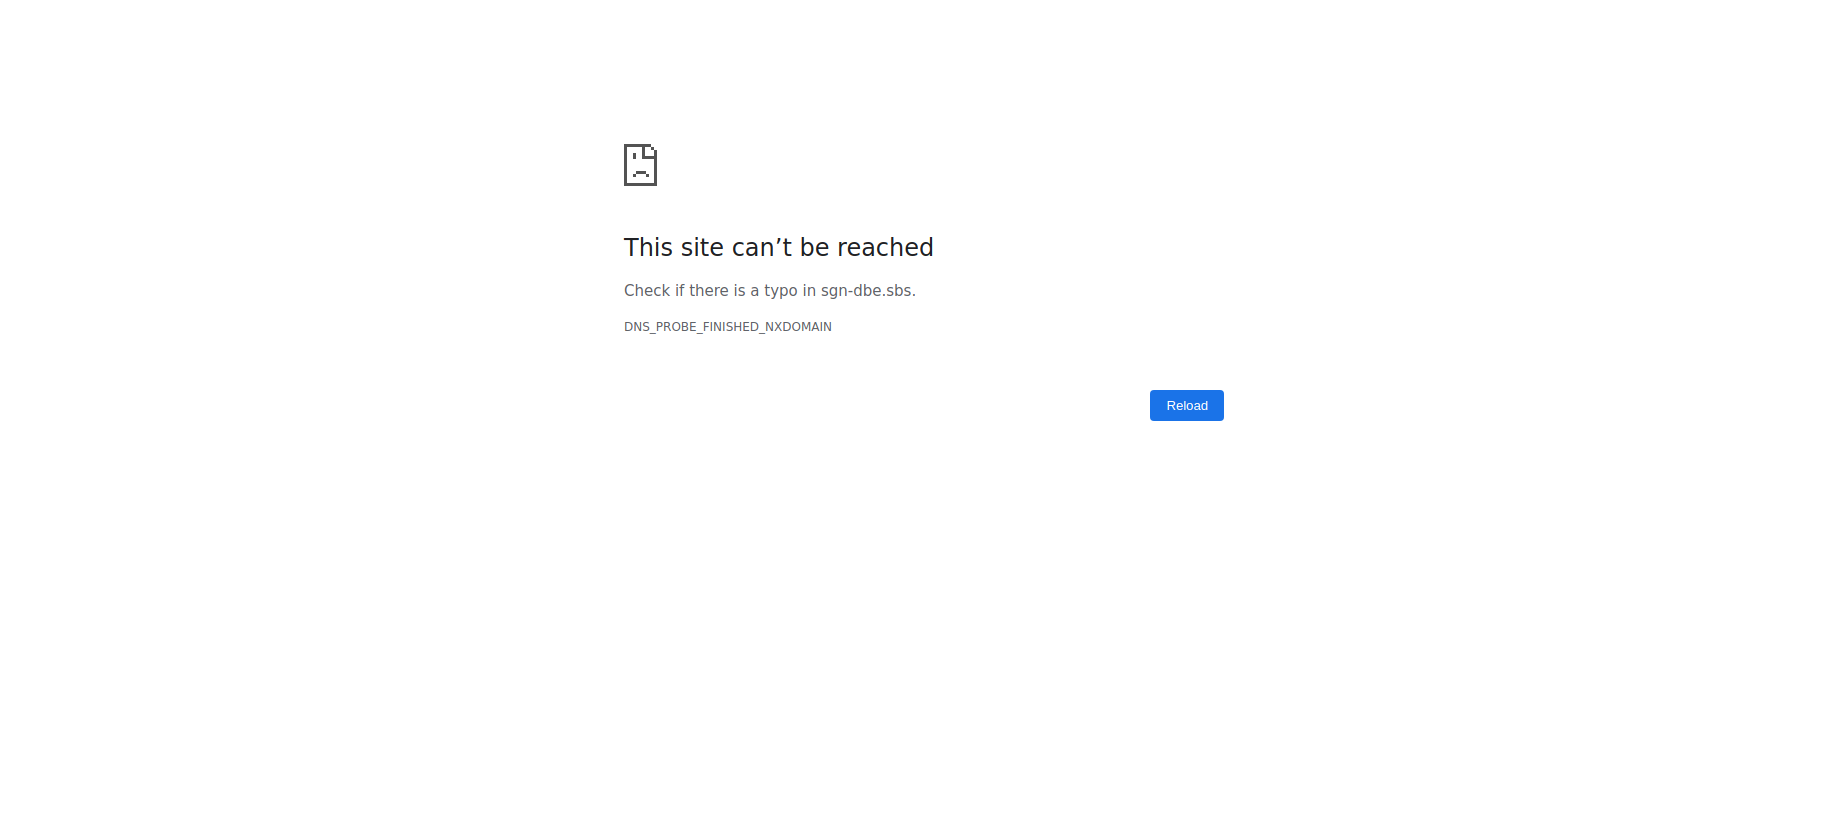 This site can’t be reached
Check if there is a typo in sgn-dbe.sbs.
DNS_PROBE_FINISHED_NXDOMAIN
Reload